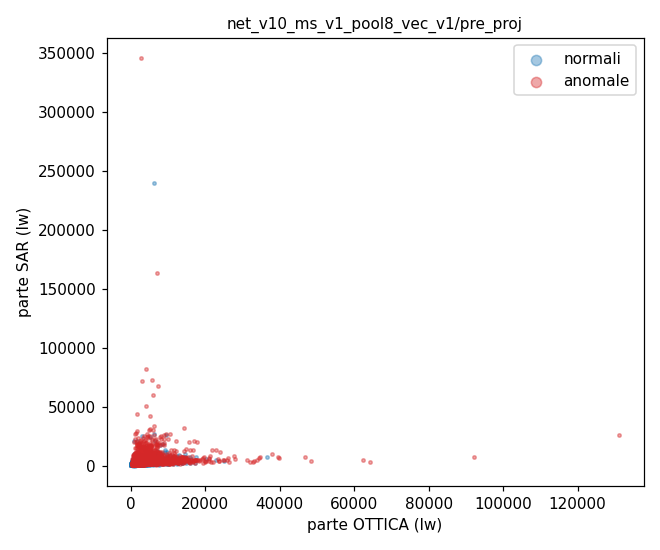 net_v10_ms_v1_pool8_vec_v1/pre_proj
350000
300000
250000
200000
150000
100000
50000
0
parte SAR (lw)
normali
anomale
0 20000 40000 60000 80000 100000 120000
parte OTTICA (lw)